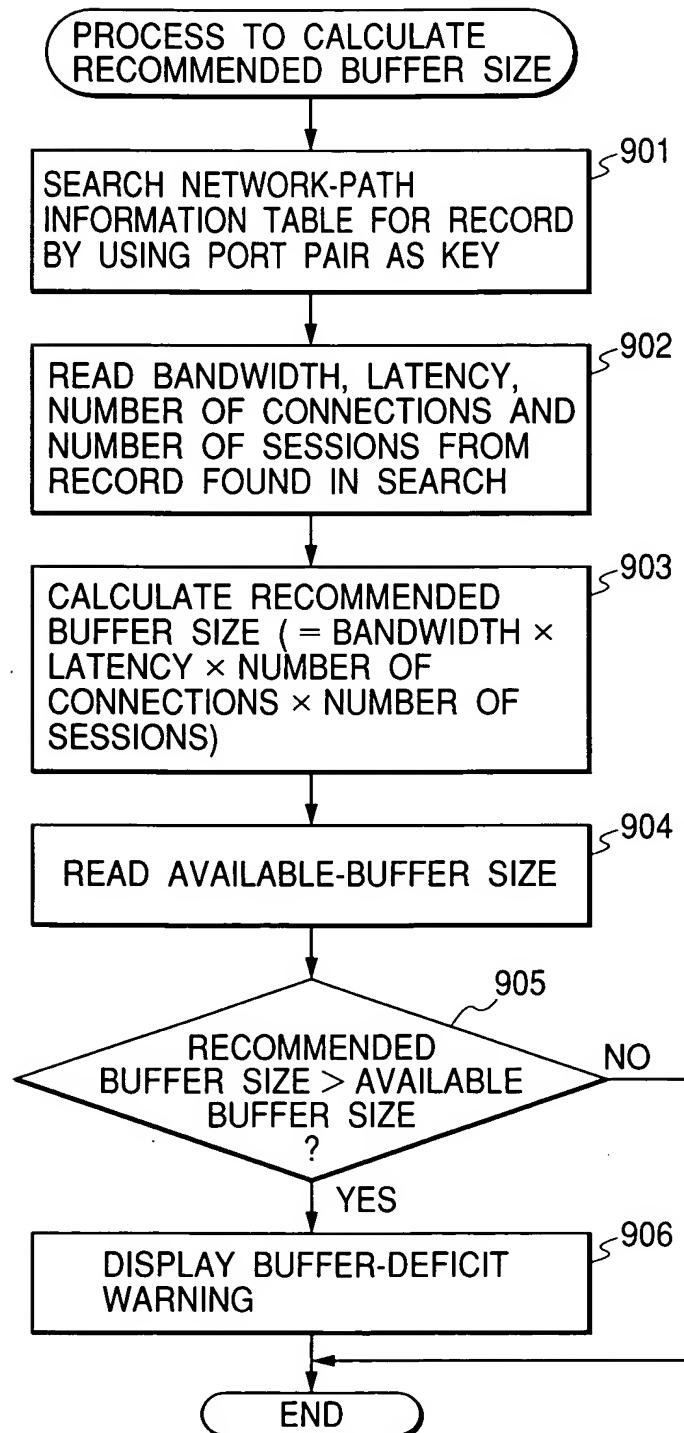 PROCESS TO CALCULATE
RECOMMENDED BUFFER SIZE
901
SEARCH NETWORK-PATH
INFORMATION TABLE FOR RECORD
BY USING PORT PAIR AS KEY
902
READ BANDWIDTH, LATENCY,
NUMBER OF CONNECTIONS AND
NUMBER OF SESSIONS FROM
RECORD FOUND IN SEARCH
903
CALCULATE RECOMMENDED
BUFFER SIZE ( = BANDWIDTH ×
LATENCY × NUMBER OF
CONNECTIONS × NUMBER OF
SESSIONS)
904
READ AVAILABLE-BUFFER SIZE
905
RECOMMENDED
BUFFER SIZE > AVAILABLE
BUFFER SIZE
?
NO
YES
906
DISPLAY BUFFER-DEFICIT
WARNING
END